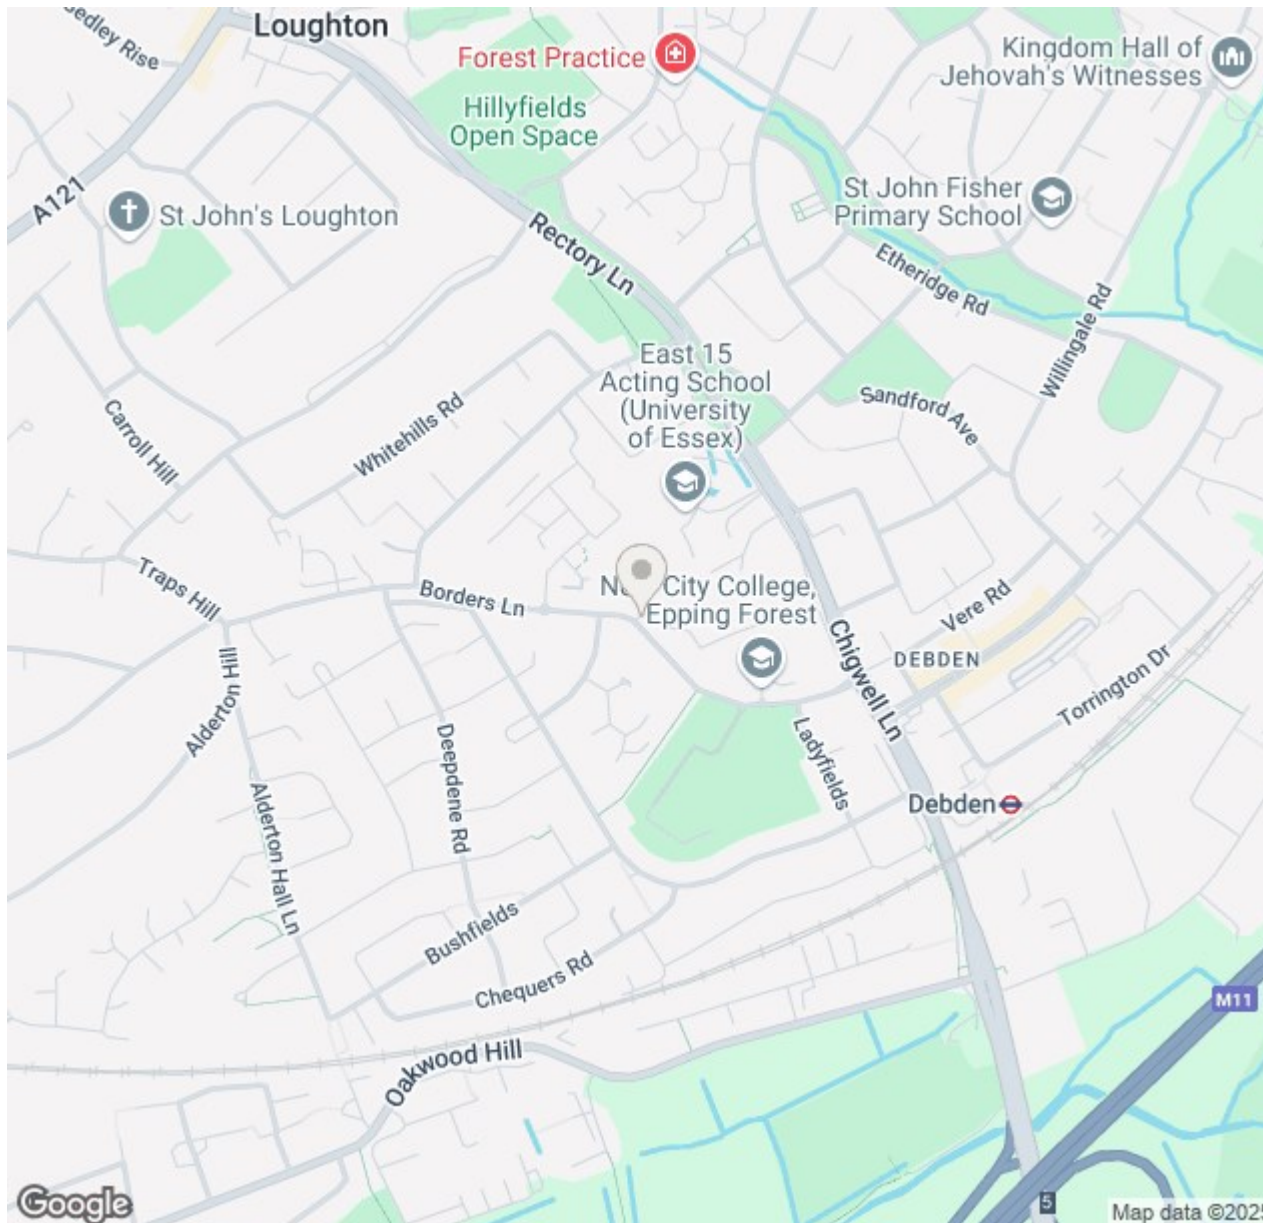 Loughton
Forest Practice
Kingdom Hall of
Jehovah's Witnesses
Hillyfields
Open Space
A121
St John's Loughton
St John Fisher
Primary School
Rectory Ln
Etheridge Rd
Willingale Rd
East 15
Acting School
(University
of Essex)
Sandford Ave
Carroll Hill
Whitehills Rd
Traps Hill
Borders Ln
City College,
Epping Forest
Vere Rd
Alderton Hill
Chigwell Ln
DEBDEN
Torrington Dr
Deepdene Rd
Ladyfields
Alderton Hall Ln
Debden
Bushfields
Chequers Rd
M11
Oakwood Hill
5
Google
Map data ©2025